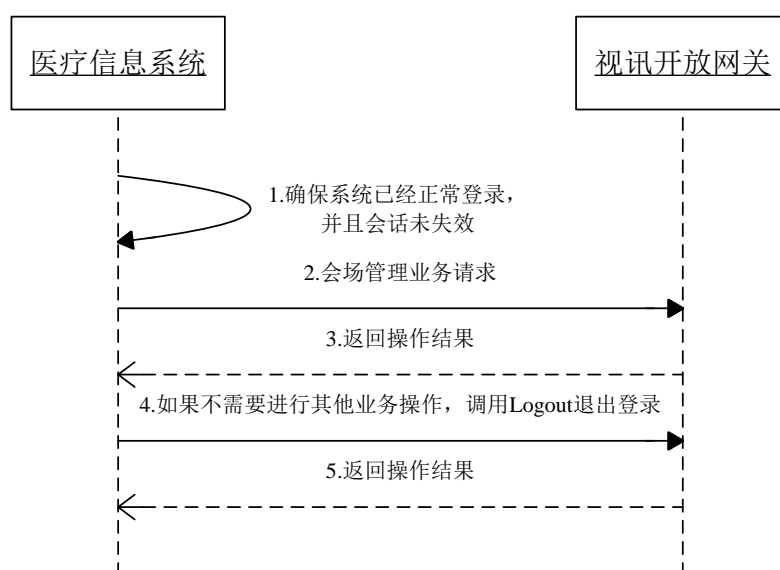 医疗信息系统
视讯开放网关
1.确保系统已经正常登录，
并且会话未失效
2.会场管理业务请求
3.返回操作结果
4.如果不需要进行其他业务操作，调用Logout退出登录
5.返回操作结果